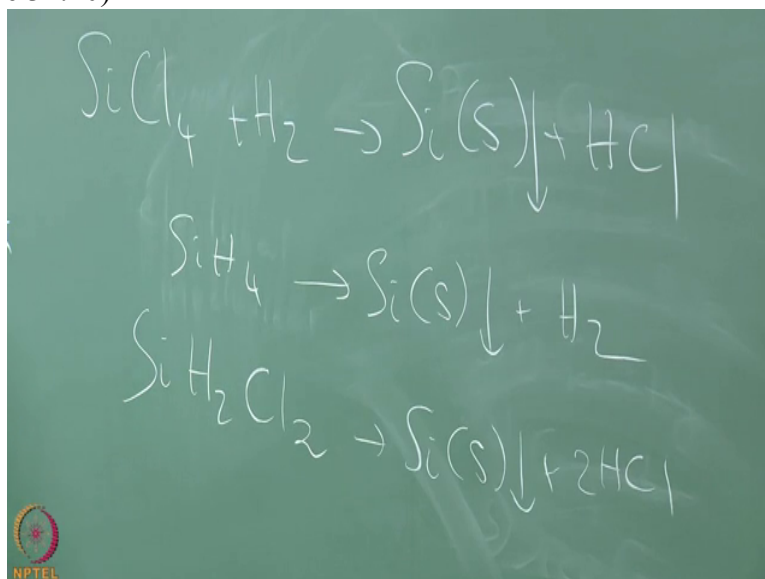 SiCl₄ + H₂ → Si(s)↓ + HCl
SiH₄ → Si(s)↓ + H₂
SiH₂Cl₂ → Si(s)↓ + 2HCl
NPTEL